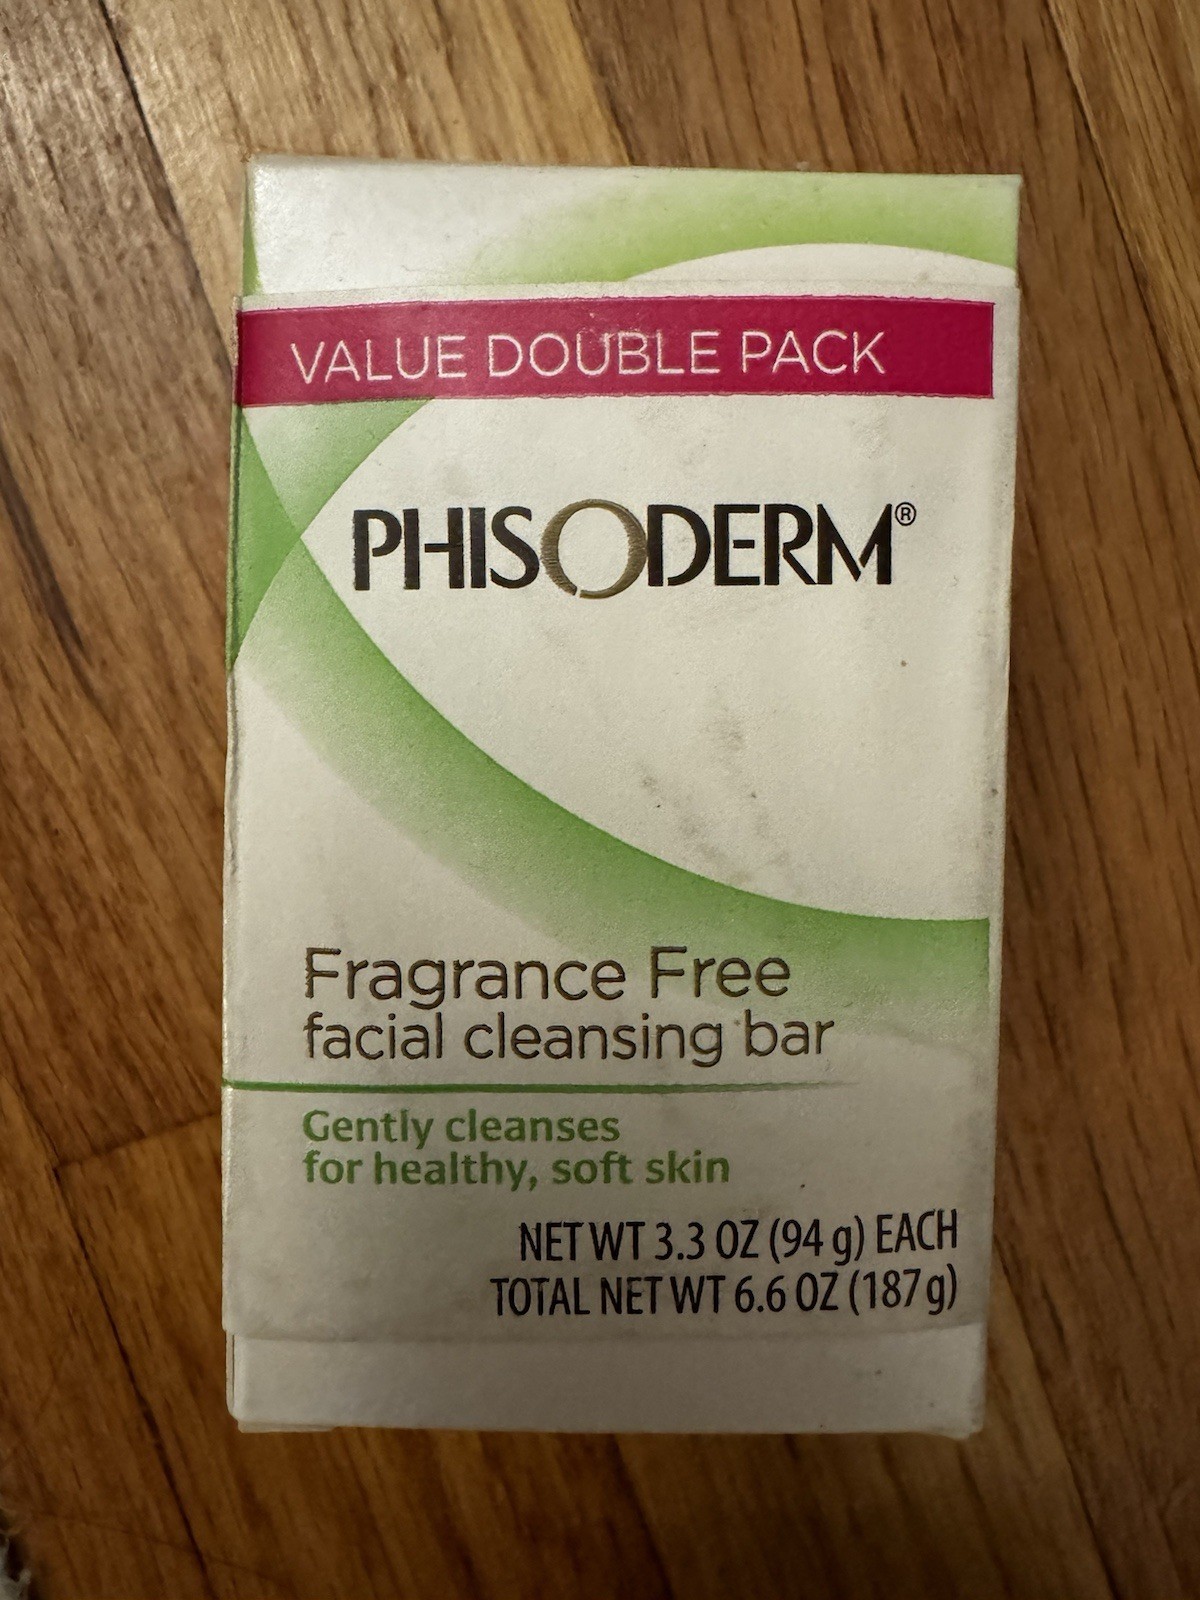 VALUE DOUBLE PACK
PHISODERM®
Fragrance Free
facial cleansing bar
Gently cleanses
for healthy, soft skin
NET WT 3.3 OZ (94 g) EACH
TOTAL NET WT 6.6 OZ (187 g)